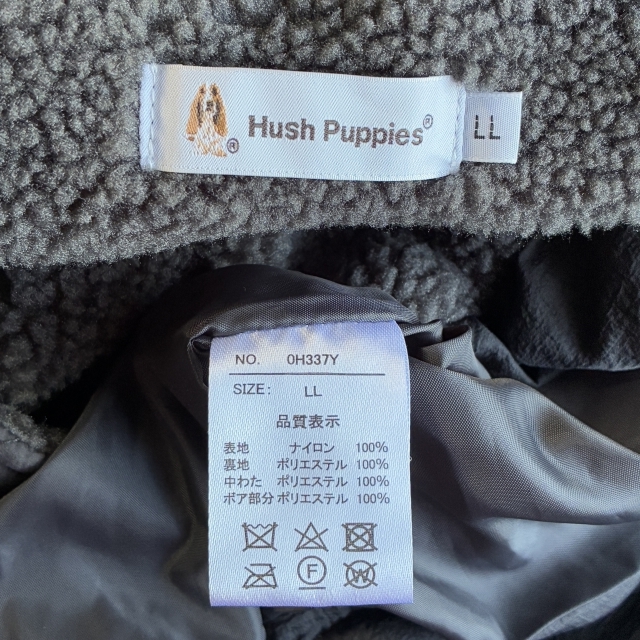 Hush Puppies®
®
LL
NO. 0H337Y
SIZE: LL
品質表示
表地 ナイロン 100%
裏地 ポリエステル 100%
中わた ポリエステル 100%
ボア部分 ポリエステル 100%
F
W